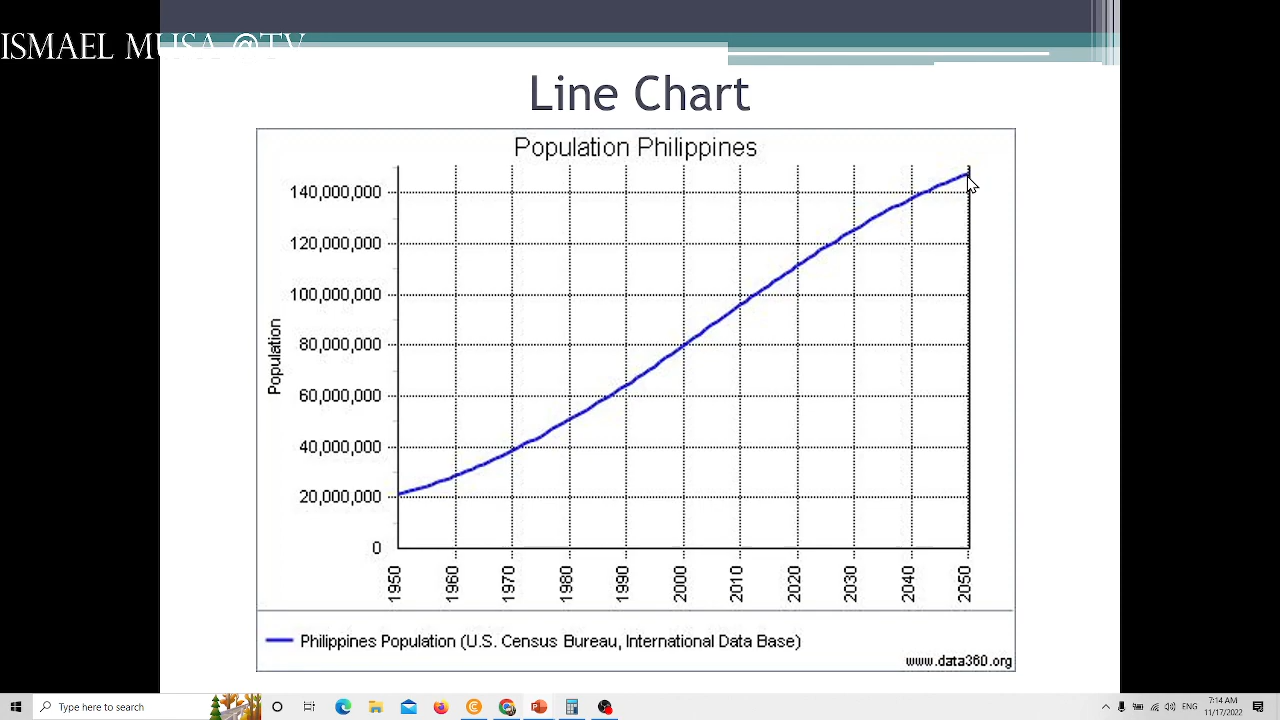 ISMAEL MUSA @TV
Line Chart
Population Philippines
140,000,000
120,000,000
100,000,000
80,000,000
60,000,000
40,000,000
20,000,000
0
Population
1950 1960 1970 1980 1990 2000 2010 2020 2030 2040 2050
Philippines Population (U.S. Census Bureau, International Data Base)
www.data360.org
Type here to search
7:14 AM
11/17/2022